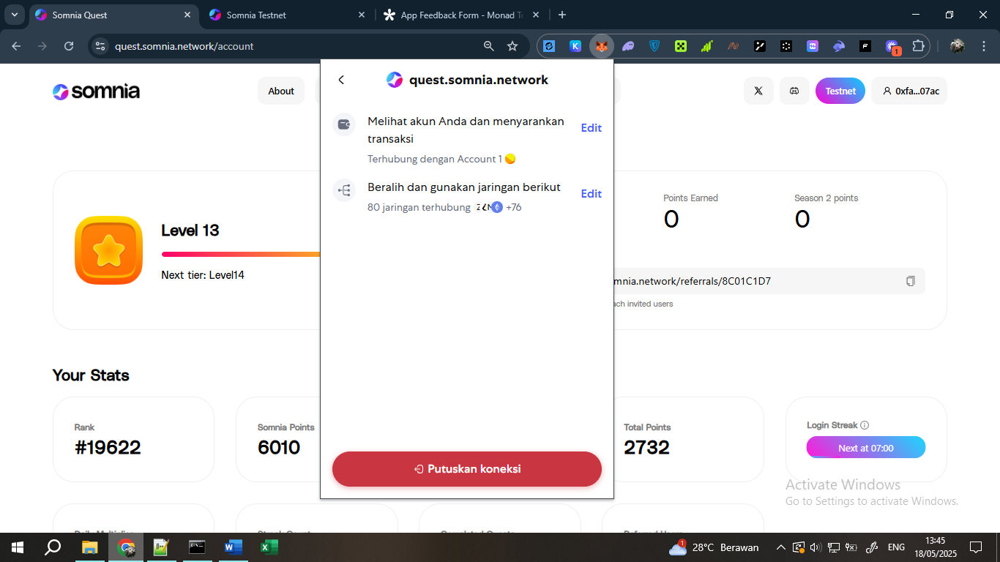 Somnia Quest
Somnia Testnet
App Feedback Form - Monad Te
quest.somnia.network/account
1
somnia
About
Testnet
0xfa...07ac
quest.somnia.network
Melihat akun Anda dan menyarankan
transaksi
Edit
Terhubung dengan Account 1
Beralih dan gunakan jaringan berikut
Edit
80 jaringan terhubung
+76
Putuskan koneksi
Level 13
Next tier: Level14
Points Earned
0
Season 2 points
0
mnia.network/referrals/8C01C1D7
ach invited users
Your Stats
Rank
#19622
Somnia Points
6010
Total Points
2732
Login Streak
Next at 07:00
Activate Windows
Go to Settings to activate Windows.
1
28°C Berawan
ENG
13:45
18/05/2025